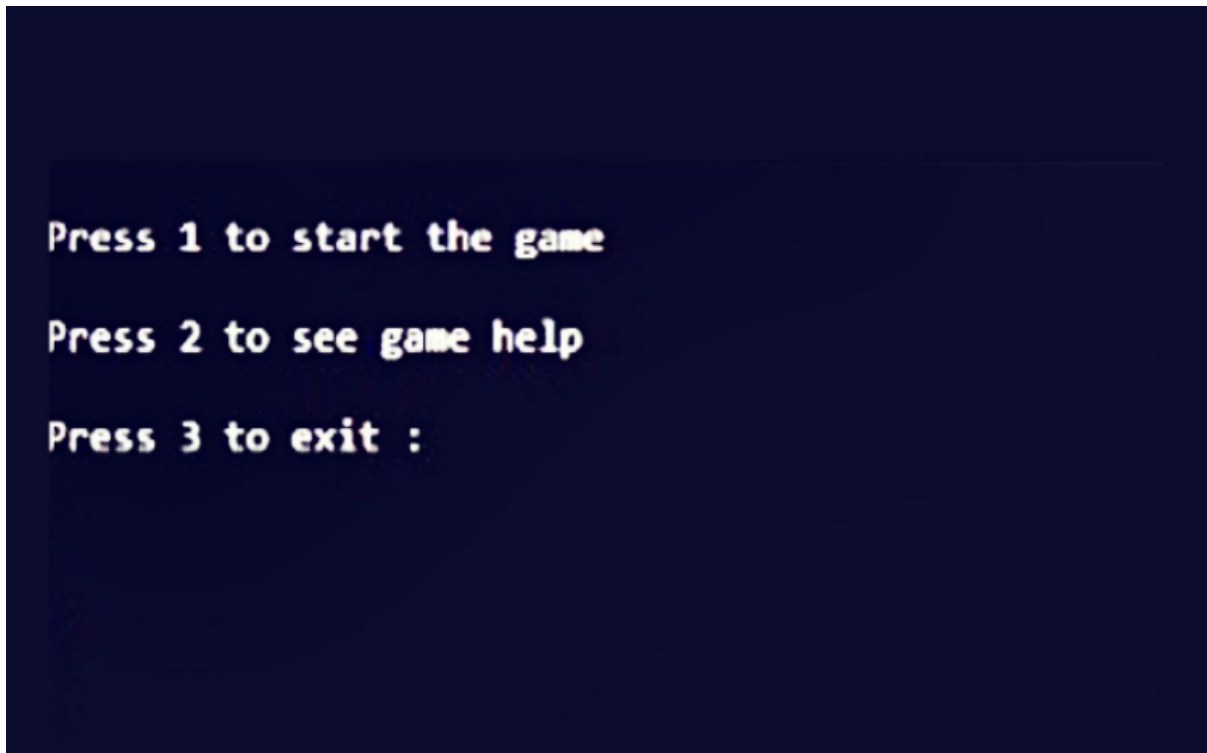 Press 1 to start the game
Press 2 to see game help
Press 3 to exit :